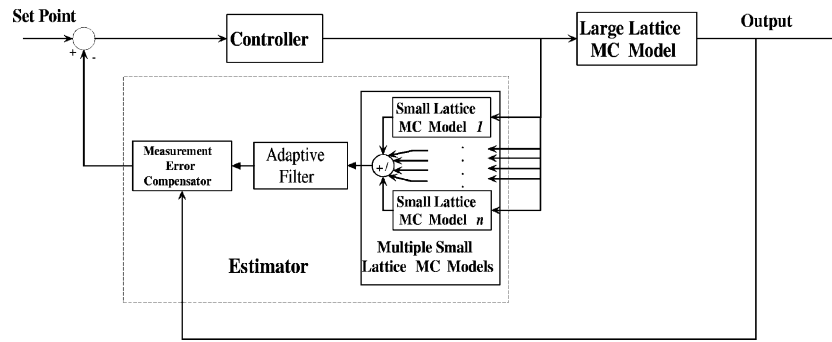 Set Point
+
-
Controller
Large Lattice
MC Model
Output
Small Lattice
MC Model 1
Measurement
Error
Compensator
Adaptive
Filter
+/
Small Lattice
MC Model n
Multiple Small
Lattice MC Models
Estimator